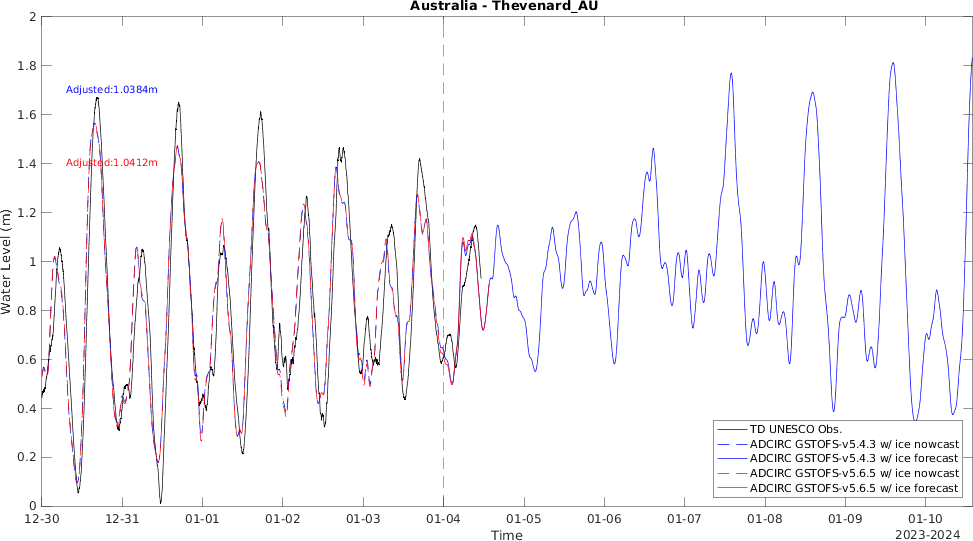 Australia - Thevenard_AU
2
1.8
1.6
1.4
1.2
1
0.8
0.6
0.4
0.2
0
Water Level (m)
Adjusted:1.0384m
Adjusted:1.0412m
TD UNESCO Obs.
ADCIRC GSTOFS-v5.4.3 w/ ice nowcast
ADCIRC GSTOFS-v5.4.3 w/ ice forecast
ADCIRC GSTOFS-v5.6.5 w/ ice nowcast
ADCIRC GSTOFS-v5.6.5 w/ ice forecast
12-30 12-31 01-01 01-02 01-03 01-04 01-05 01-06 01-07 01-08 01-09 01-10
Time
2023-2024